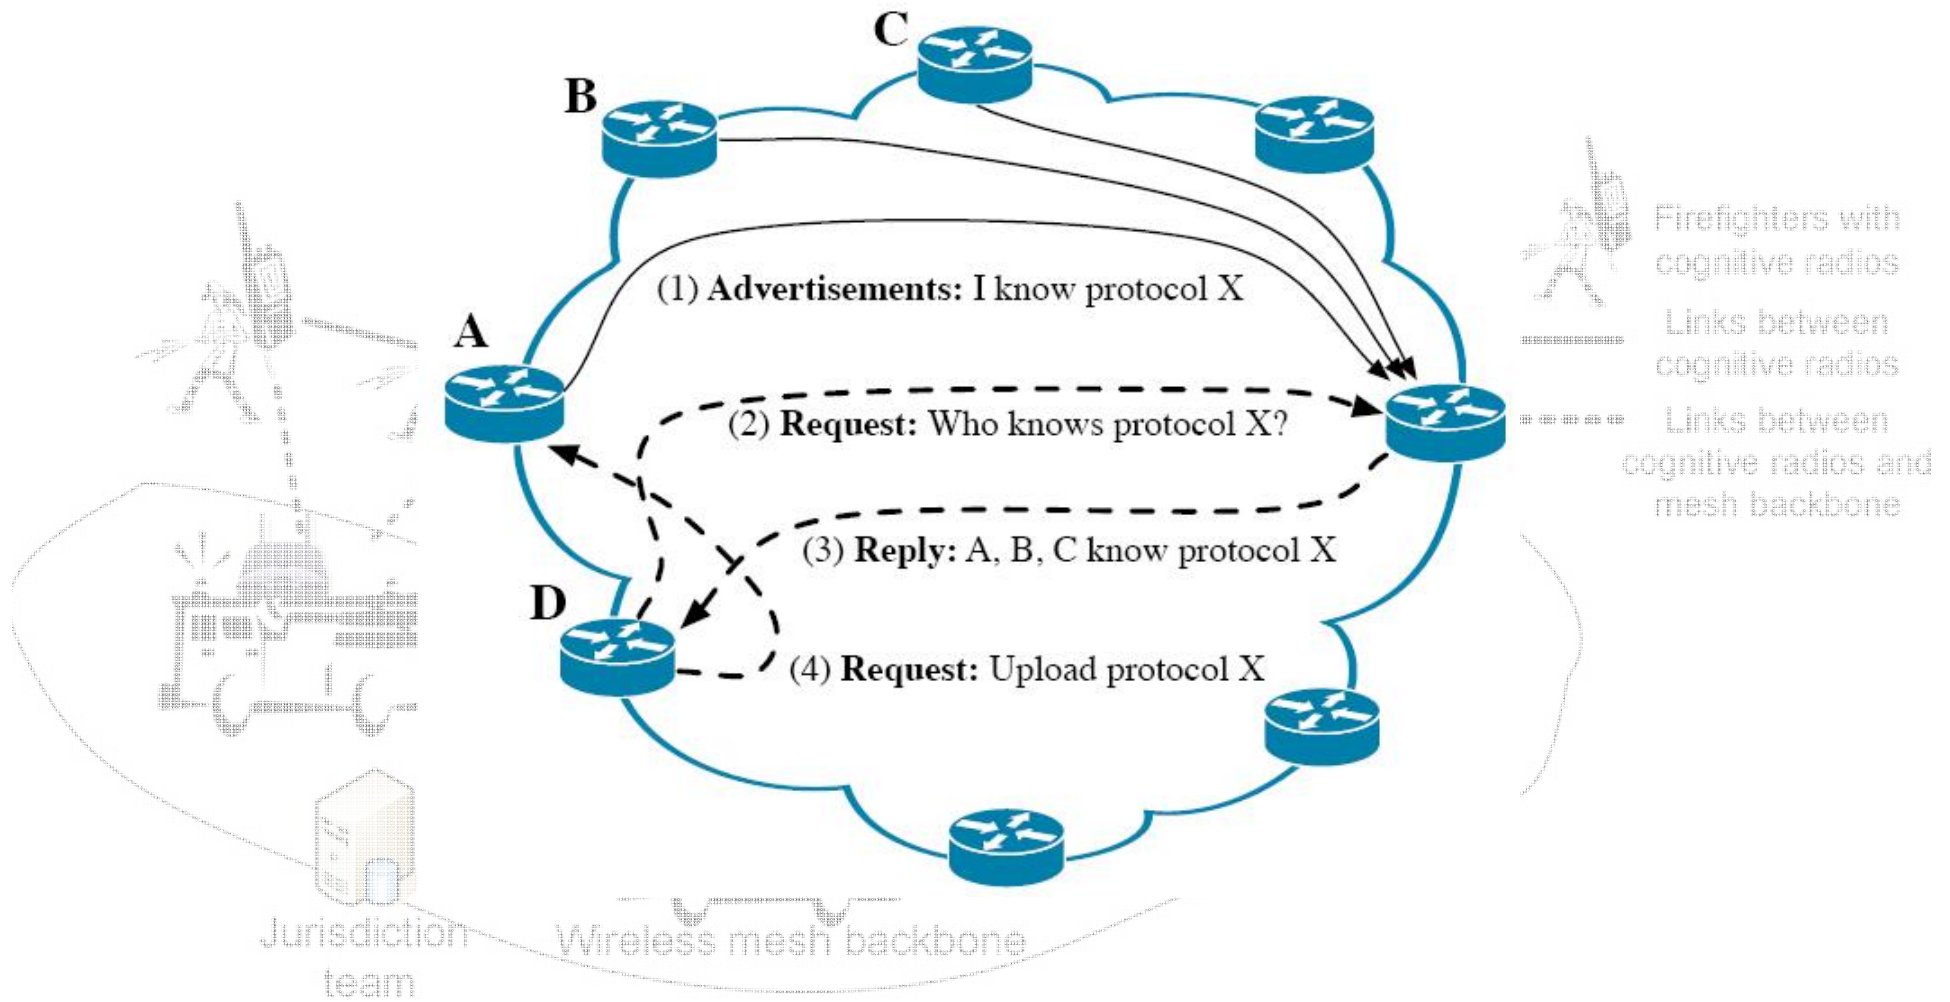 C
B
(1) Advertisements: I know protocol X
A
(2) Request: Who knows protocol X?
(3) Reply: A, B, C know protocol X
D
(4) Request: Upload protocol X
Firefighters with
cognitive radios
Links between
cognitive radios
Links between
cognitive radios and
mesh backbone
Jurisdiction
team
Wireless mesh backbone